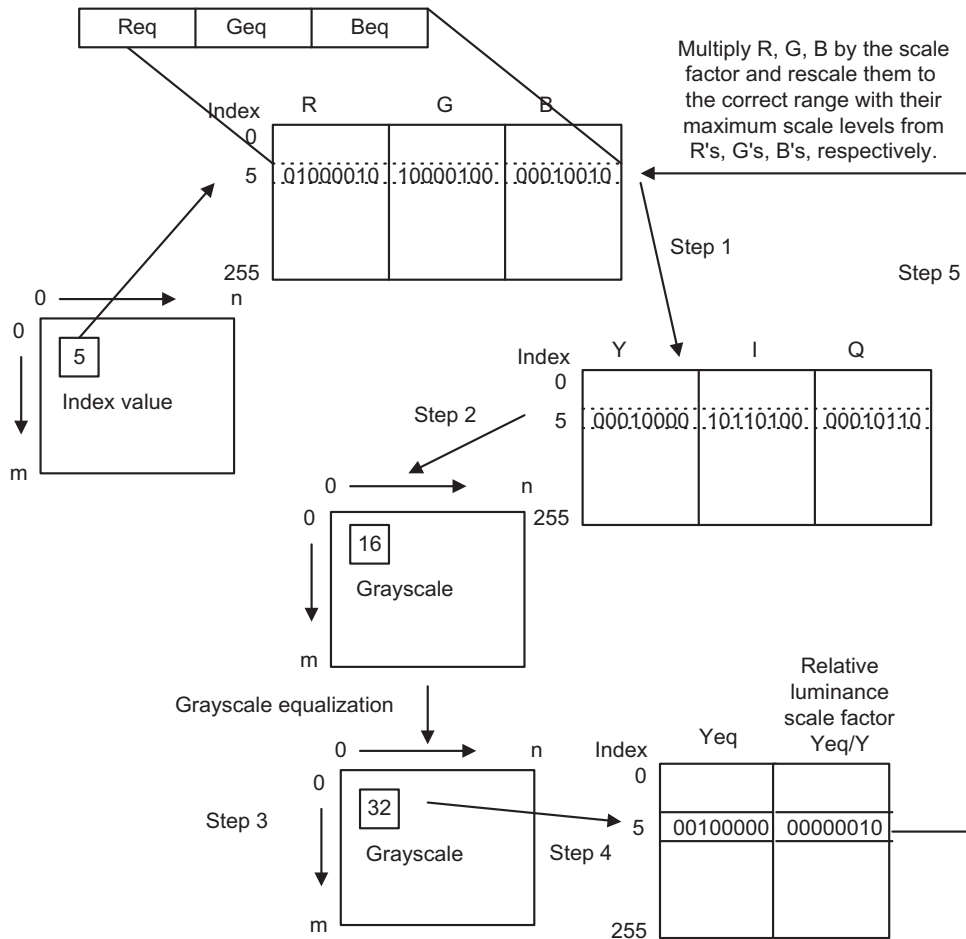 Req Geq Beq
Multiply R, G, B by the scale
factor and rescale them to
the correct range with their
maximum scale levels from
R's, G's, B's, respectively.
Index R G B
0
5 01000010 10000100 00010010
255
Step 1
Step 5
0 n
0
5
Index value
m
Index Y I Q
0
5 00010000 10110100 00010110
255
Step 2
0 n
0
16
Grayscale
m
Grayscale equalization
Relative
luminance
scale factor
Index Yeq Yeq/Y
0
5 00100000 00000010
255
0 n
0
Step 3
32
Grayscale
Step 4
m